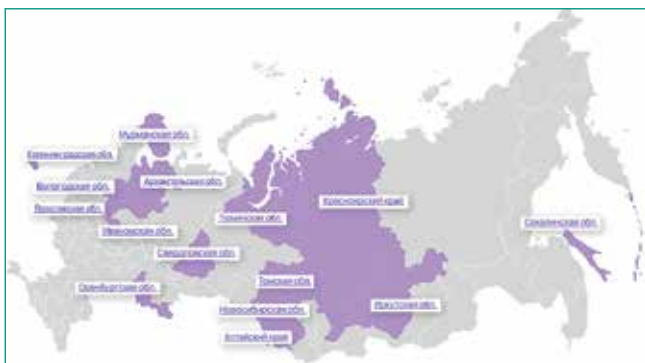 Мурманская обл.
Калининградская обл.
Вологодская обл.
Архангельская обл.
Ярославская обл.
Тюменская обл.
Красноярский край
Ивановская обл.
Сахалинская обл.
Свердловская обл.
Оренбургская обл.
Томская обл.
Новосибирская обл.
Иркутская обл.
Алтайский край